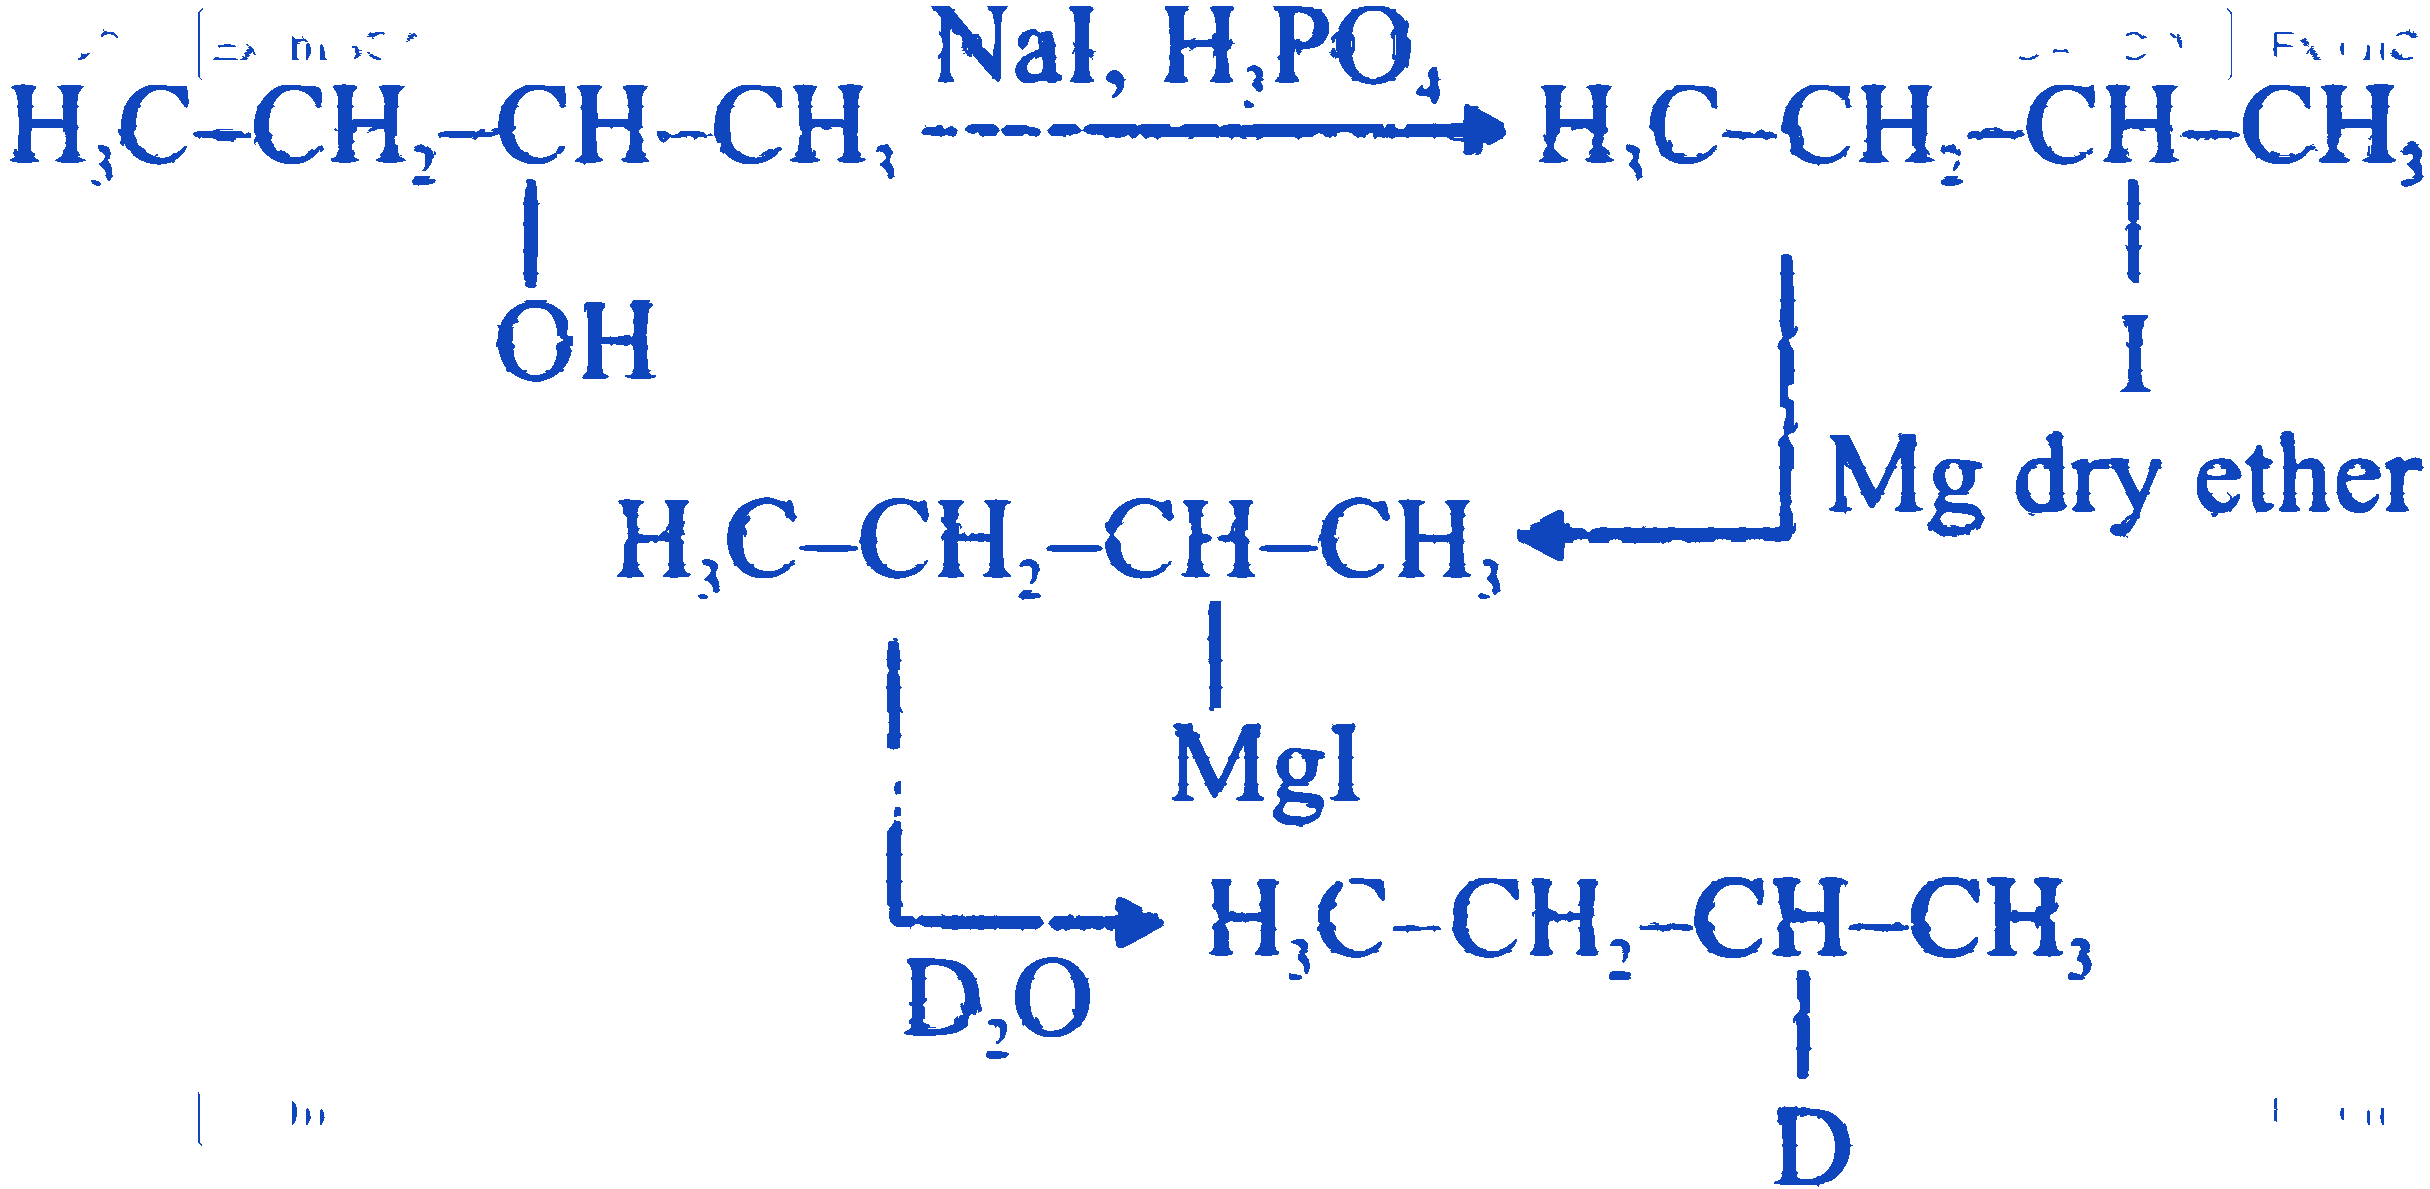 NaI, H₃PO₄
H₃C–CH₂–CH–CH₃ H₃C–CH₂–CH–CH₃
OH
I
Mg dry ether
H₃C–CH₂–CH–CH₃
MgI
H₃C–CH₂–CH–CH₃
D₂O
D